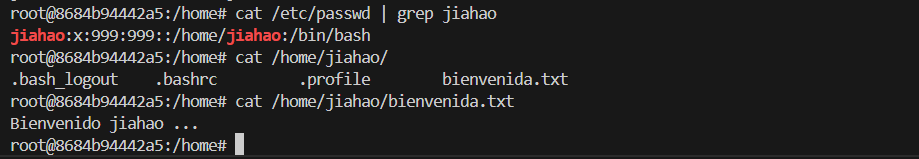 root@8684b94442a5:/home# cat /etc/passwd | grep jiahao
jiahao:x:999:999::/home/jiahao:/bin/bash
root@8684b94442a5:/home# cat /home/jiahao/
.bash_logout    .bashrc         .profile        bienvenida.txt
root@8684b94442a5:/home# cat /home/jiahao/bienvenida.txt
Bienvenido jiahao ...
root@8684b94442a5:/home#